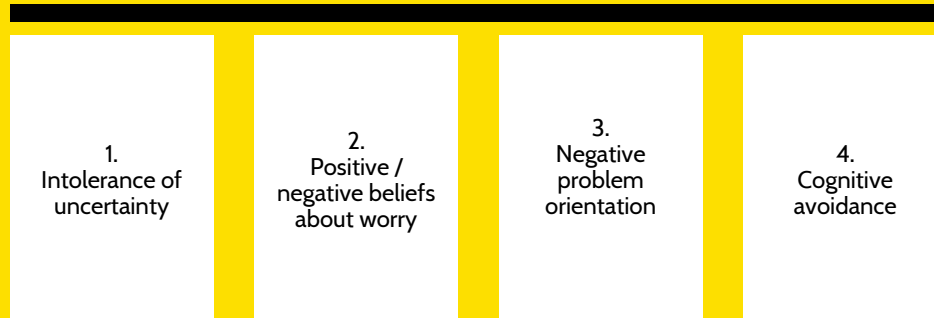 1.
Intolerance of
uncertainty
2.
Positive /
negative beliefs
about worry
3.
Negative
problem
orientation
4.
Cognitive
avoidance